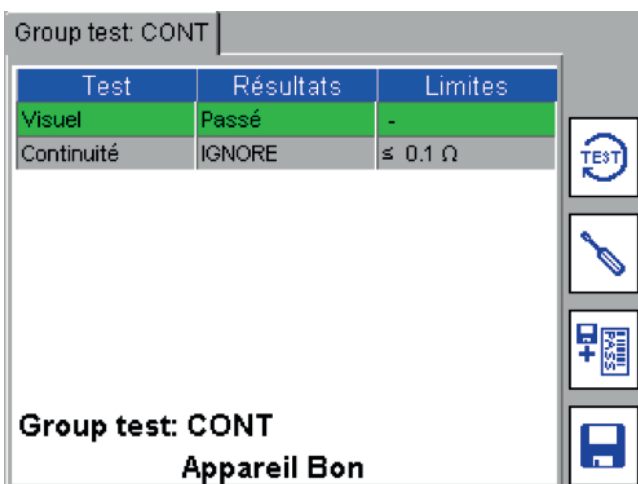 Group test: CONT
Test Résultats Limites
Visuel Passé -
Continuité IGNORE ≤ 0.1 Ω
TEST
PASS
Group test: CONT
Appareil Bon